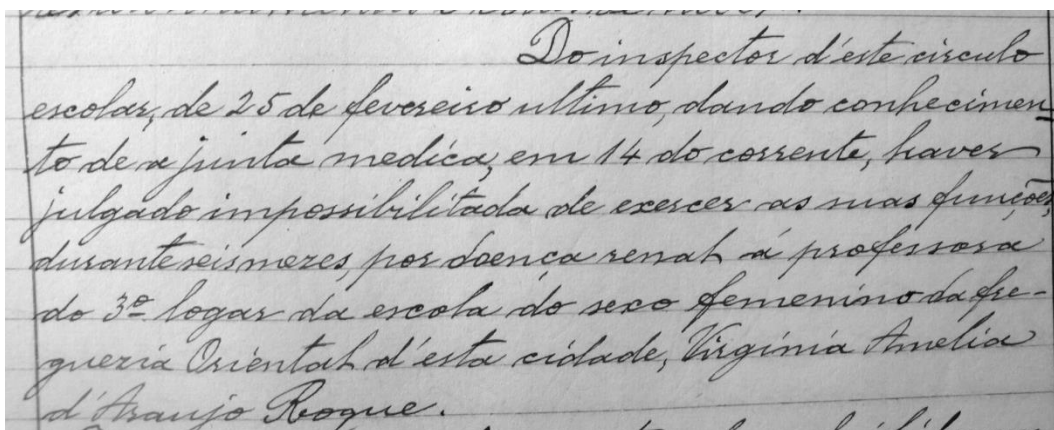 Do inspector d'este circulo
escolar, de 25 de fevereiro ultimo, dando conhecimen-
to de a junta medica, em 14 do corrente, haver
julgado impossibilitada de exercer as suas funções,
durante seis mezes, por doença renal á professora
do 3º logar da escola do sexo femenino da fre-
guezia Oriental d'esta cidade, Virginia Amelia
d'Araujo Roque.